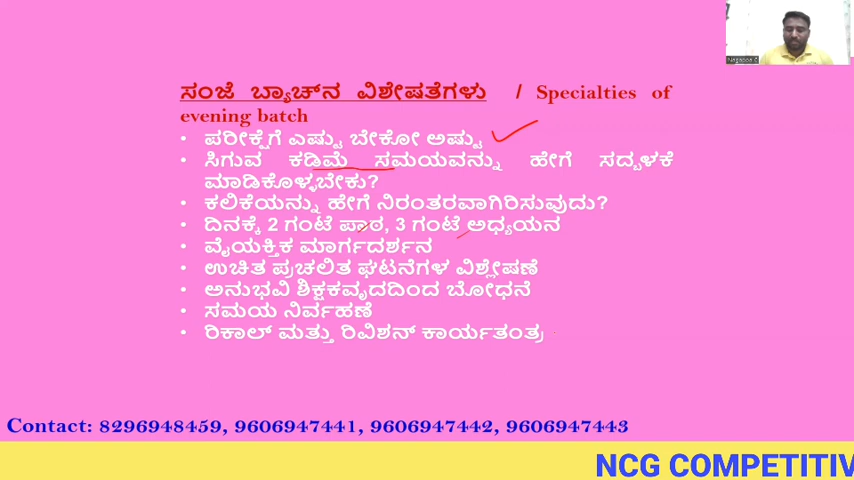 Nagappa C
ಸಂಜೆ ಬ್ಯಾಚ್‌ನ ವಿಶೇಷತೆಗಳು / Specialties of
evening batch
• ಪರೀಕ್ಷೆಗೆ ಎಷ್ಟು ಬೇಕೋ ಅಷ್ಟು
• ಸಿಗುವ ಕಡಿಮೆ ಸಮಯವನ್ನು ಹೇಗೆ ಸದ್ಬಳಕೆ
ಮಾಡಿಕೊಳ್ಳಬೇಕು?
• ಕಲಿಕೆಯನ್ನು ಹೇಗೆ ನಿರಂತರವಾಗಿರಿಸುವುದು?
• ದಿನಕ್ಕೆ 2 ಗಂಟೆ ಪಾಠ, 3 ಗಂಟೆ ಅಧ್ಯಯನ
• ವೈಯಕ್ತಿಕ ಮಾರ್ಗದರ್ಶನ
• ಉಚಿತ ಪ್ರಚಲಿತ ಘಟನೆಗಳ ವಿಶ್ಲೇಷಣೆ
• ಅನುಭವಿ ಶಿಕ್ಷಕವೃದದಿಂದ ಬೋಧನೆ
• ಸಮಯ ನಿರ್ವಹಣೆ
• ರಿಕಾಲ್ ಮತ್ತು ರಿವಿಶನ್ ಕಾರ್ಯತಂತ್ರ
Contact: 8296948459, 9606947441, 9606947442, 9606947443
NCG COMPETITIV